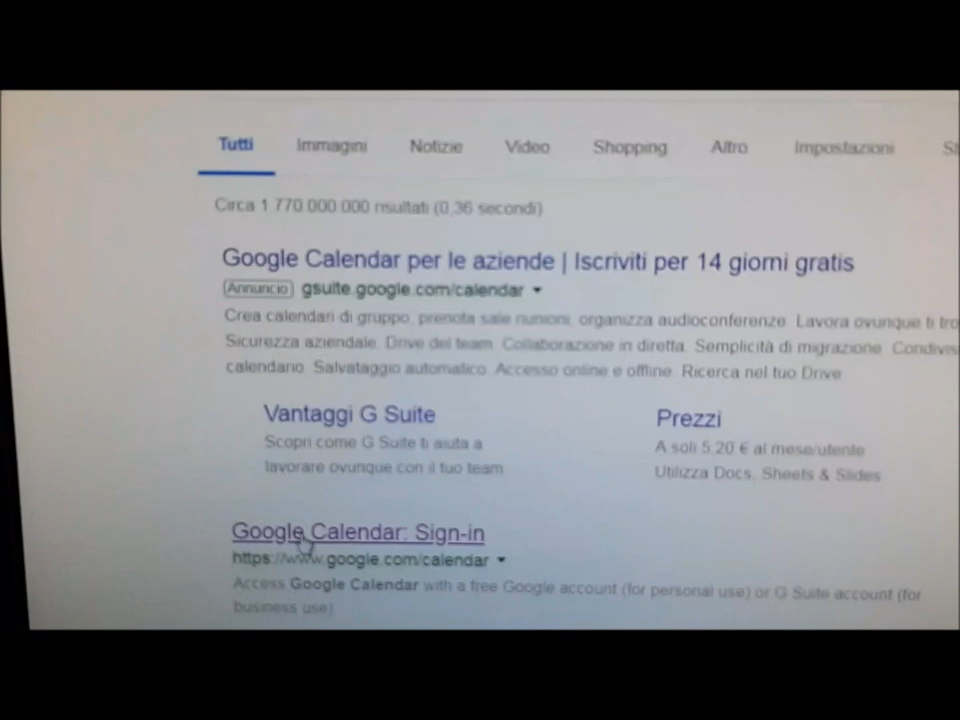 Tutti Immagini Notizie Video Shopping Altro Impostazioni
Circa 1 770 000 000 risultati (0,36 secondi)
Google Calendar per le aziende | Iscriviti per 14 giorni gratis
Annuncio gsuite.google.com/calendar
Crea calendari di gruppo, prenota sale riunioni, organizza audioconferenze. Lavora ovunque ti
Sicurezza aziendale. Drive del team. Collaborazione in diretta. Semplicità di migrazione.
calendario. Salvataggio automatico. Accesso online e offline. Ricerca nel tuo Drive
Vantaggi G Suite
Scopri come G Suite ti aiuta a
lavorare ovunque con il tuo team
Prezzi
A soli 5,20 € al mese/utente
Utilizza Docs, Sheets & Slides
Google Calendar: Sign-in
https://www.google.com/calendar
Access Google Calendar with a free Google account (for personal use) or G Suite account (for
business use)